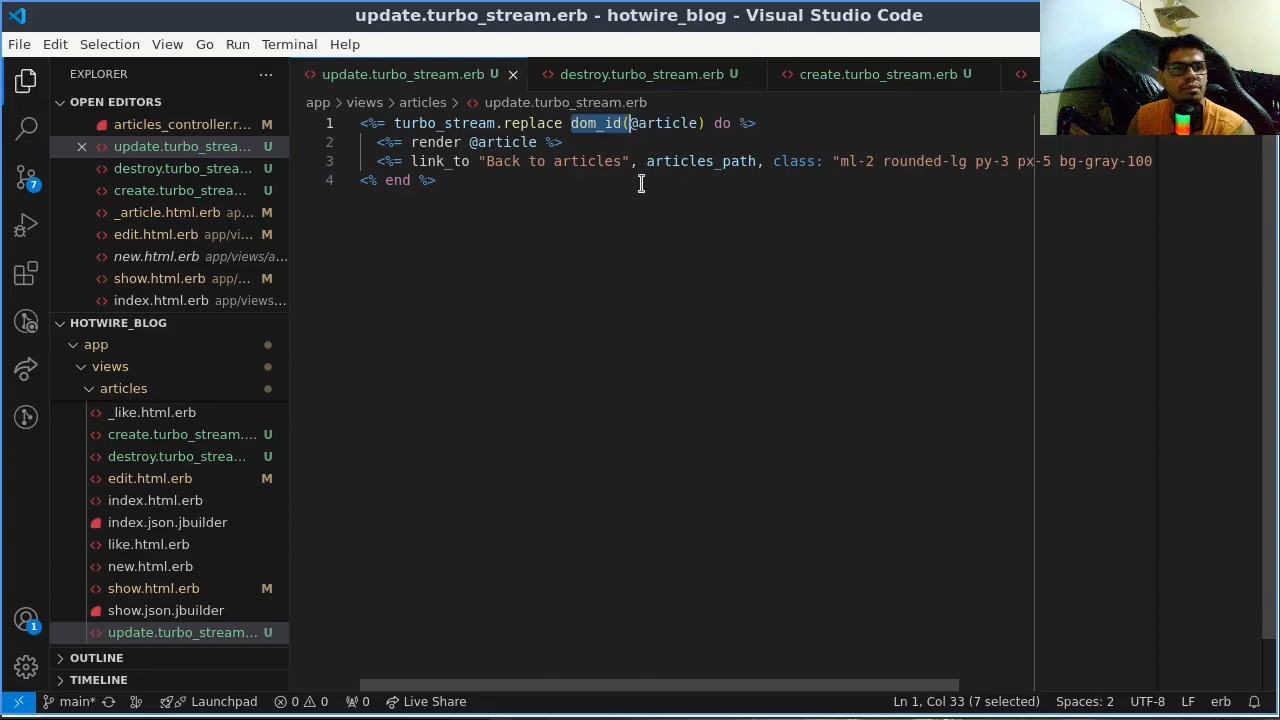 update.turbo_stream.erb - hotwire_blog - Visual Studio Code
File Edit Selection View Go Run Terminal Help
EXPLORER
update.turbo_stream.erb U
destroy.turbo_stream.erb U
create.turbo_stream.erb U
OPEN EDITORS
app > views > articles > update.turbo_stream.erb
articles_controller.r... M
update.turbo_strea... U
destroy.turbo_strea... U
create.turbo_strea... U
_article.html.erb ap... M
edit.html.erb app/vi... M
new.html.erb app/views/a...
show.html.erb app/... M
index.html.erb app/views...
1 <%= turbo_stream.replace dom_id(@article) do %>
2 <%= render @article %>
3 <%= link_to "Back to articles", articles_path, class: "ml-2 rounded-lg py-3 px-5 bg-gray-100
4 <% end %>
HOTWIRE_BLOG
app
views
articles
_like.html.erb
create.turbo_stream.... U
destroy.turbo_strea... U
edit.html.erb M
index.html.erb
index.json.jbuilder
like.html.erb
new.html.erb
show.html.erb M
show.json.jbuilder
update.turbo_stream... U
OUTLINE
TIMELINE
7
1
main* Launchpad 0 0 0 Live Share Ln 1, Col 33 (7 selected) Spaces: 2 UTF-8 LF erb